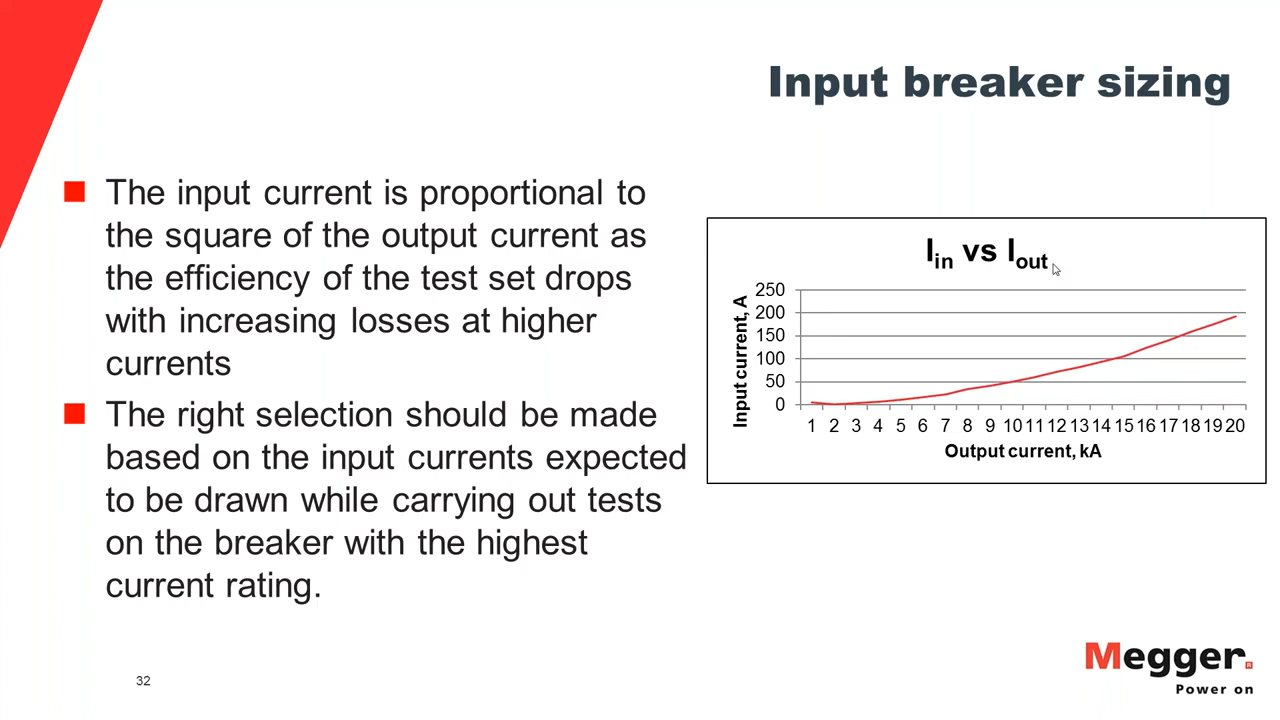 Input breaker sizing
The input current is proportional to
the square of the output current as
the efficiency of the test set drops
with increasing losses at higher
currents
The right selection should be made
based on the input currents expected
to be drawn while carrying out tests
on the breaker with the highest
current rating.
Iin vs Iout
Input current, A
250
200
150
100
50
0
1 2 3 4 5 6 7 8 9 10 11 12 13 14 15 16 17 18 19 20
Output current, kA
Megger
Power on
32